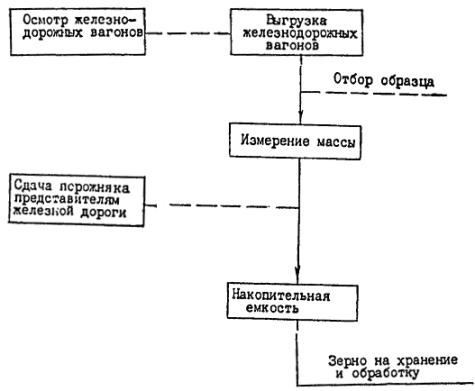 Осмотр железно-
дорожных вагонов
Выгрузка
железнодорожных
вагонов
Отбор образца
Измерение массы
Сдача порожняка
представителям
железной дороги
Накопительная
емкость
Зерно на хранение
и обработку